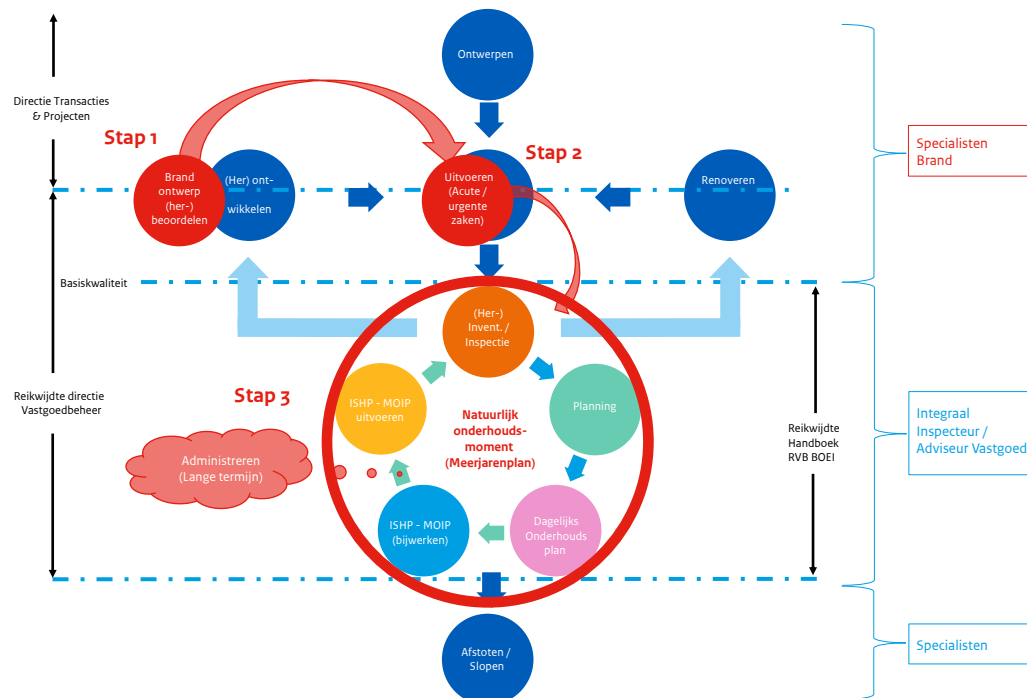 Ontwerpen
Directie Transacties
& Projecten
Stap 1
Stap 2
Specialisten
Brand
Brand
ontwerp
(her-)
beoordelen
(Her) ont-
wikkelen
Uitvoeren
(Acute /
urgente
zaken)
Renoveren
Basiskwaliteit
(Her-)
Invent. /
Inspectie
Reikwijdte directie
Vastgoedbeheer
Stap 3
ISHP - MOIP
uitvoeren
Natuurlijk
onderhouds-
moment
(Meerjarenplan)
Planning
Reikwijdte
Handboek
RVB BOEI
Integraal
Inspecteur /
Adviseur Vastgoed
Administreren
(Lange termijn)
ISHP - MOIP
(bijwerken)
Dagelijks
Onderhouds
plan
Afstoten /
Slopen
Specialisten